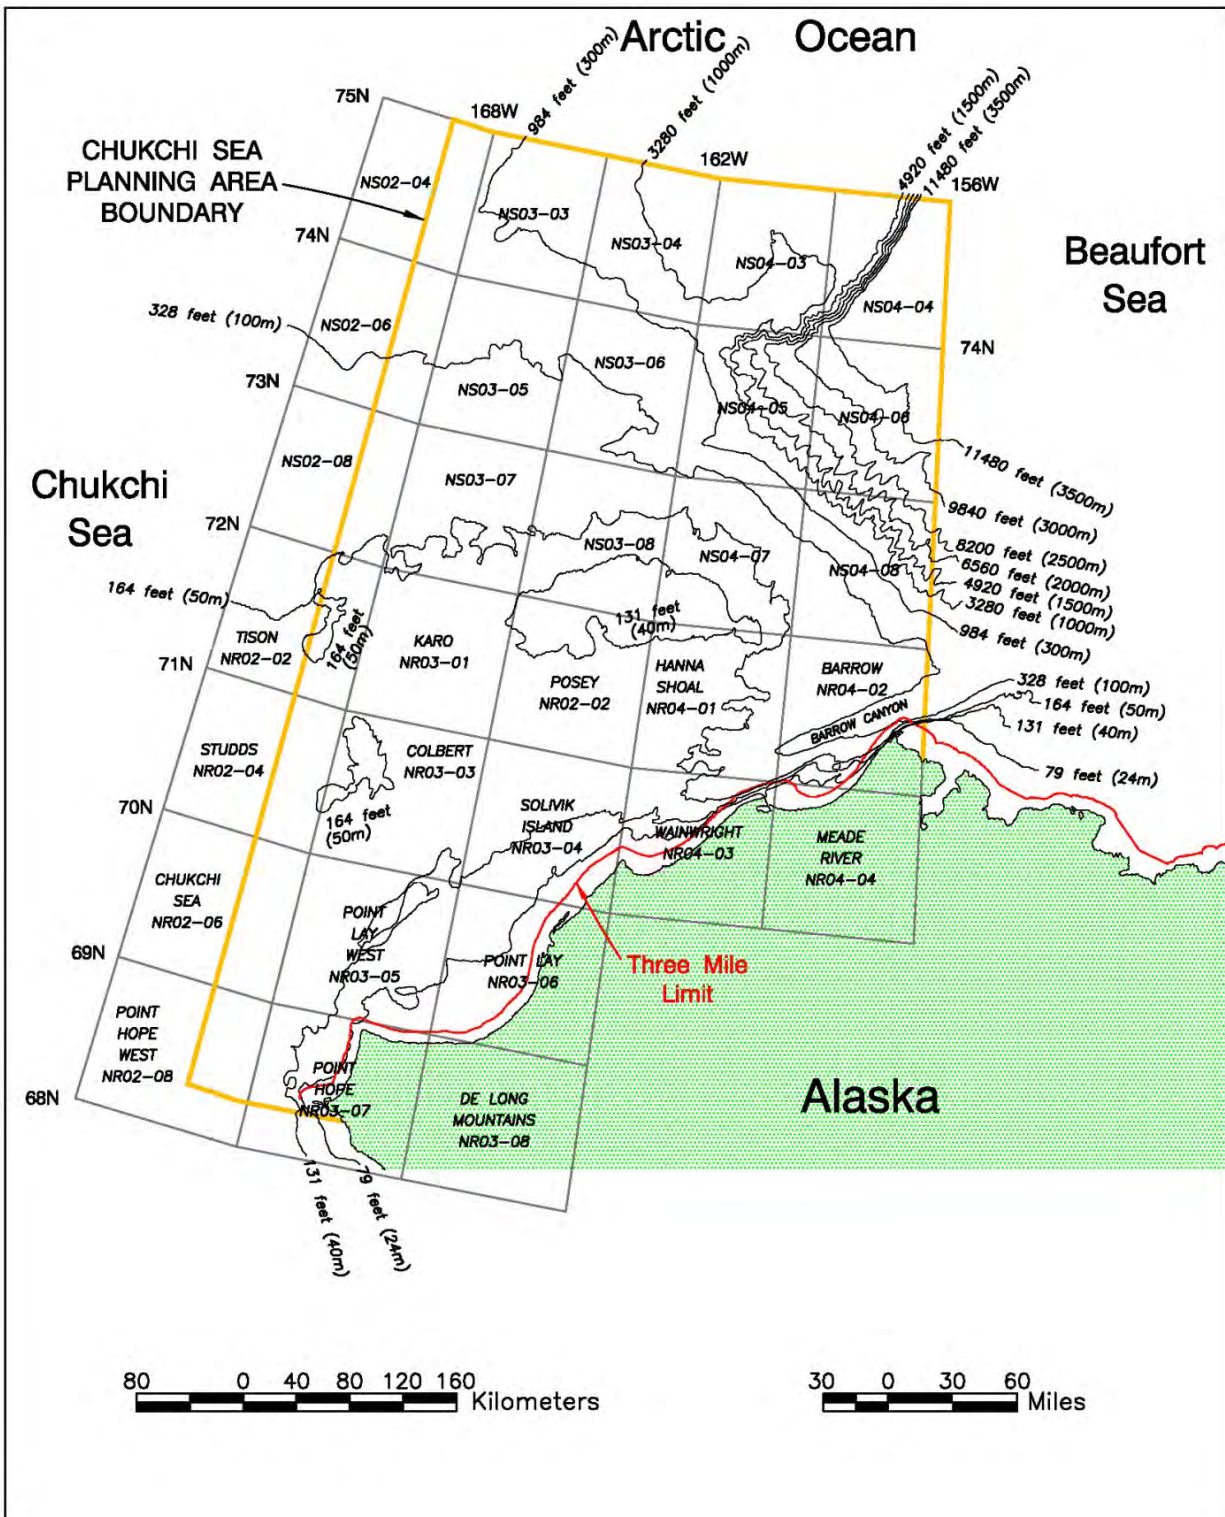 Arctic Ocean
984 feet (300m)
3280 feet (1000m)
4920 feet (1500m)
11480 feet (3500m)
75N
168W
162W
156W
CHUKCHI SEA
PLANNING AREA
BOUNDARY
NS02-04
NS03-03
NS03-04
NS04-03
NS04-04
Beaufort
Sea
74N
328 feet (100m)
NS02-06
74N
NS03-06
73N
NS03-05
NS04-05
NS04-06
11480 feet (3500m)
NS02-08
NS03-07
Chukchi
Sea
9840 feet (3000m)
72N
8200 feet (2500m)
6560 feet (2000m)
4920 feet (1500m)
3280 feet (1000m)
984 feet (300m)
NS03-08
NS04-07
NS04-08
164 feet (50m)
164 feet
(50m)
131 feet
(40m)
TISON
NR02-02
KARO
NR03-01
71N
POSEY
NR02-02
HANNA
SHOAL
NR04-01
BARROW
NR04-02
BARROW CANYON
328 feet (100m)
164 feet (50m)
131 feet (40m)
79 feet (24m)
STUDDS
NR02-04
COLBERT
NR03-03
164 feet
(50m)
70N
SOLIVIK
ISLAND
NR03-04
WAINWRIGHT
NR04-03
MEADE
RIVER
NR04-04
CHUKCHI
SEA
NR02-06
POINT
LAY
WEST
NR03-05
69N
POINT LAY
NR03-06
Three Mile
Limit
POINT
HOPE
WEST
NR02-08
68N
POINT
HOPE
NR03-07
DE LONG
MOUNTAINS
NR03-08
Alaska
131 feet (40m)
79 feet (24m)
80 0 40 80 120 160
Kilometers
30 0 30 60
Miles